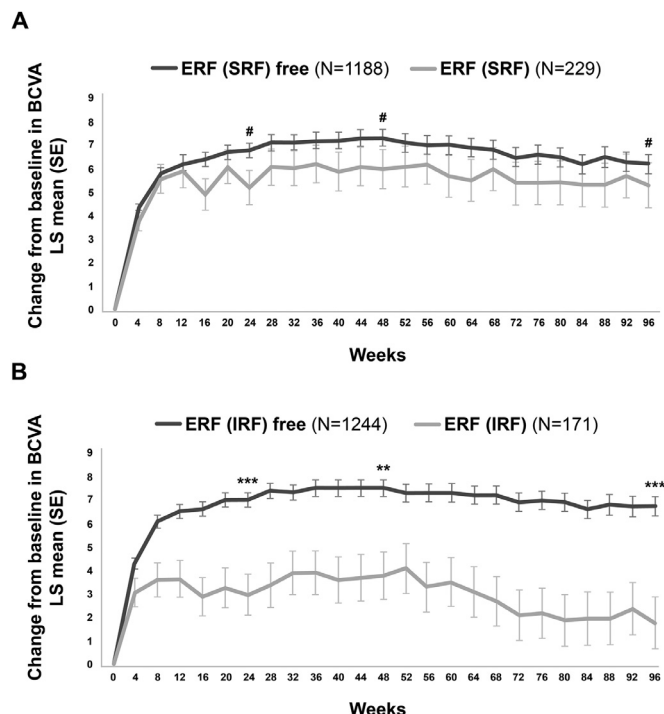 A
ERF (SRF) free (N=1188) ERF (SRF) (N=229)
Change from baseline in BCVA
LS mean (SE)
9
8
7
6
5
4
3
2
1
0
# # #
0 4 8 12 16 20 24 28 32 36 40 44 48 52 56 60 64 68 72 76 80 84 88 92 96
Weeks
B
ERF (IRF) free (N=1244) ERF (IRF) (N=171)
Change from baseline in BCVA
LS mean (SE)
9
8
7
6
5
4
3
2
1
0
*** ** ***
0 4 8 12 16 20 24 28 32 36 40 44 48 52 56 60 64 68 72 76 80 84 88 92 96
Weeks